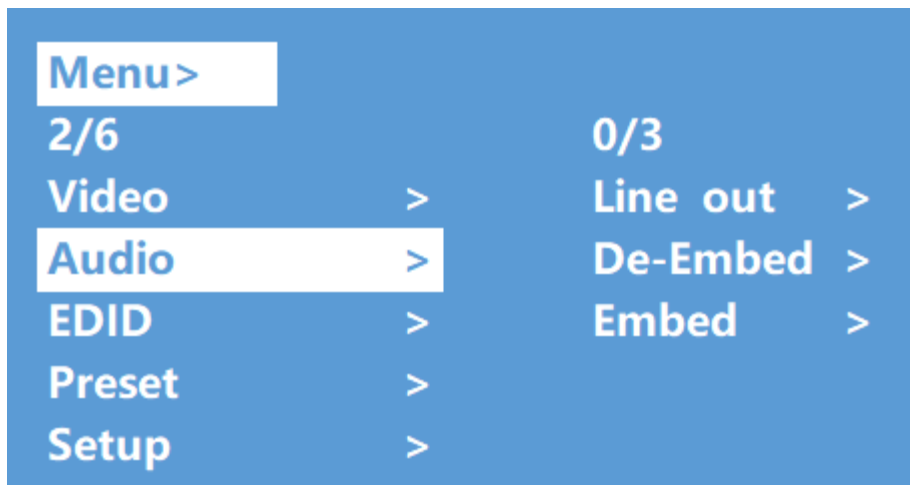 Menu>
2/6 0/3
Video > Line out >
Audio > De-Embed >
EDID > Embed >
Preset >
Setup >